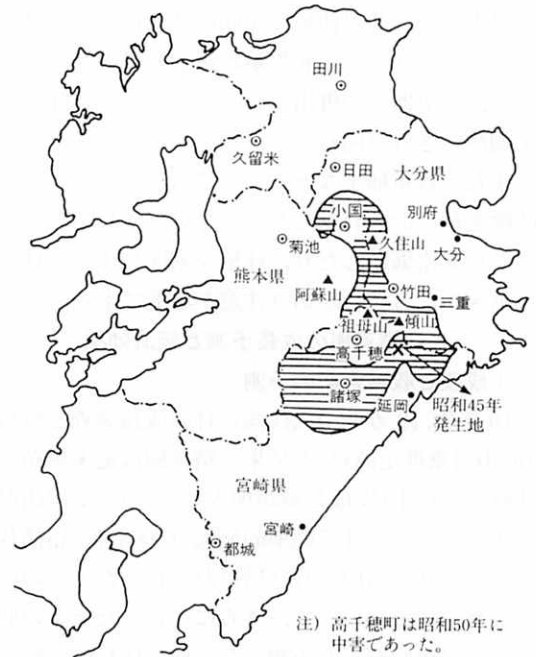 田川
久留米
日田
大分県
小国
別府
菊池
久住山
大分
熊本県
阿蘇山
竹田
三重
祖母山
傾山
高千穂
諸塚
延岡
昭和45年
発生地
宮崎県
宮崎
都城
注）高千穂町は昭和50年に
中害であった。